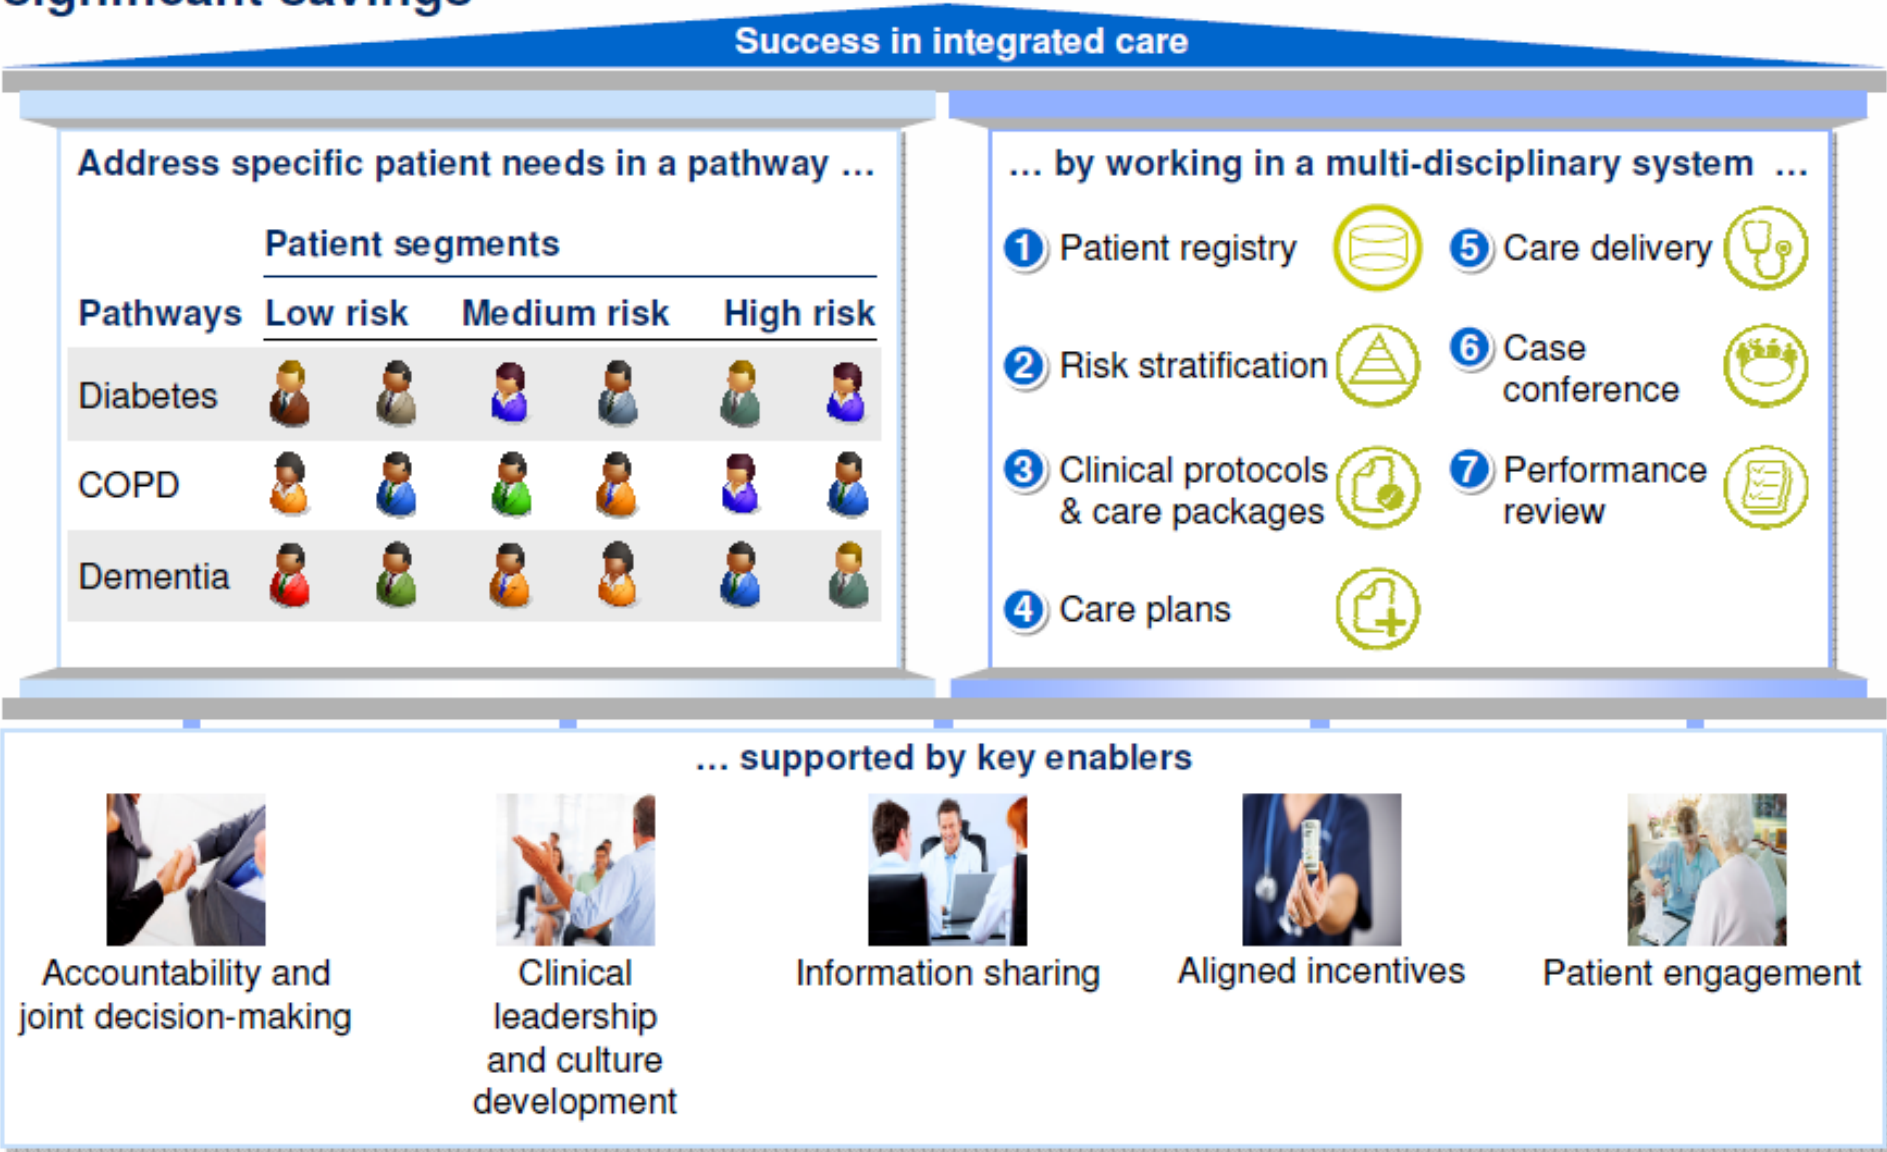 Significant savings
Success in integrated care
Address specific patient needs in a pathway ...
Patient segments
Pathways Low risk Medium risk High risk
Diabetes
COPD
Dementia
... by working in a multi-disciplinary system ...
1 Patient registry
2 Risk stratification
3 Clinical protocols
& care packages
4 Care plans
5 Care delivery
6 Case
conference
7 Performance
review
... supported by key enablers
Accountability and
joint decision-making
Clinical
leadership
and culture
development
Information sharing
Aligned incentives
Patient engagement